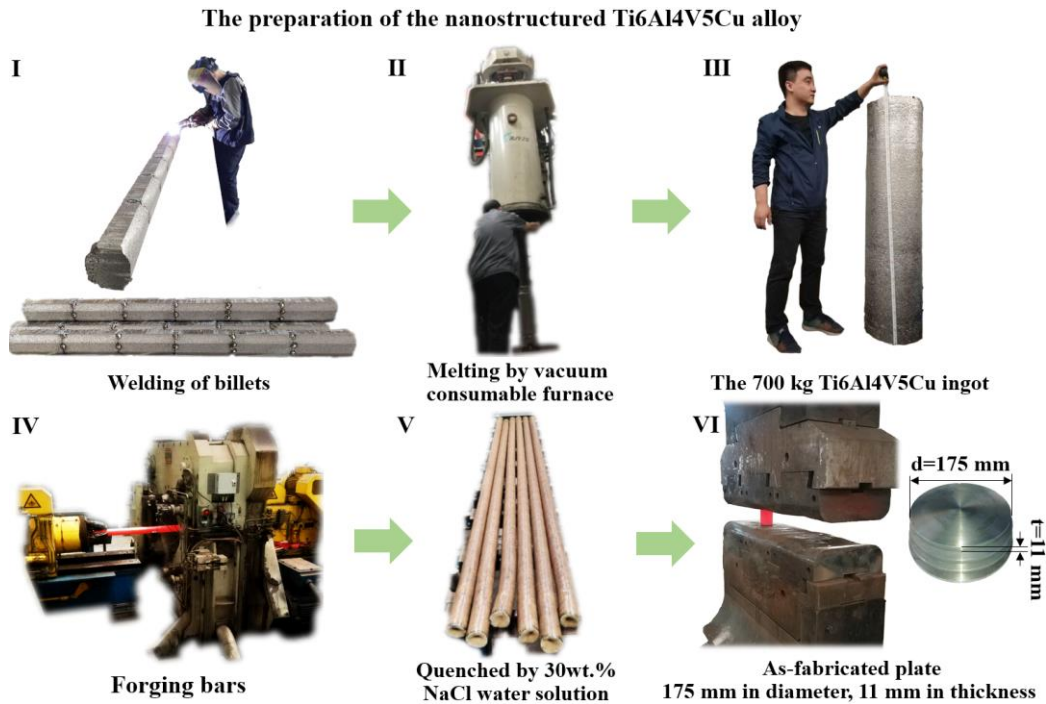 The preparation of the nanostructured Ti6Al4V5Cu alloy
I
II
III
Welding of billets
Melting by vacuum
consumable furnace
The 700 kg Ti6Al4V5Cu ingot
IV
V
VI
d=175 mm
t=11 mm
Forging bars
Quenched by 30wt.%
NaCl water solution
As-fabricated plate
175 mm in diameter, 11 mm in thickness